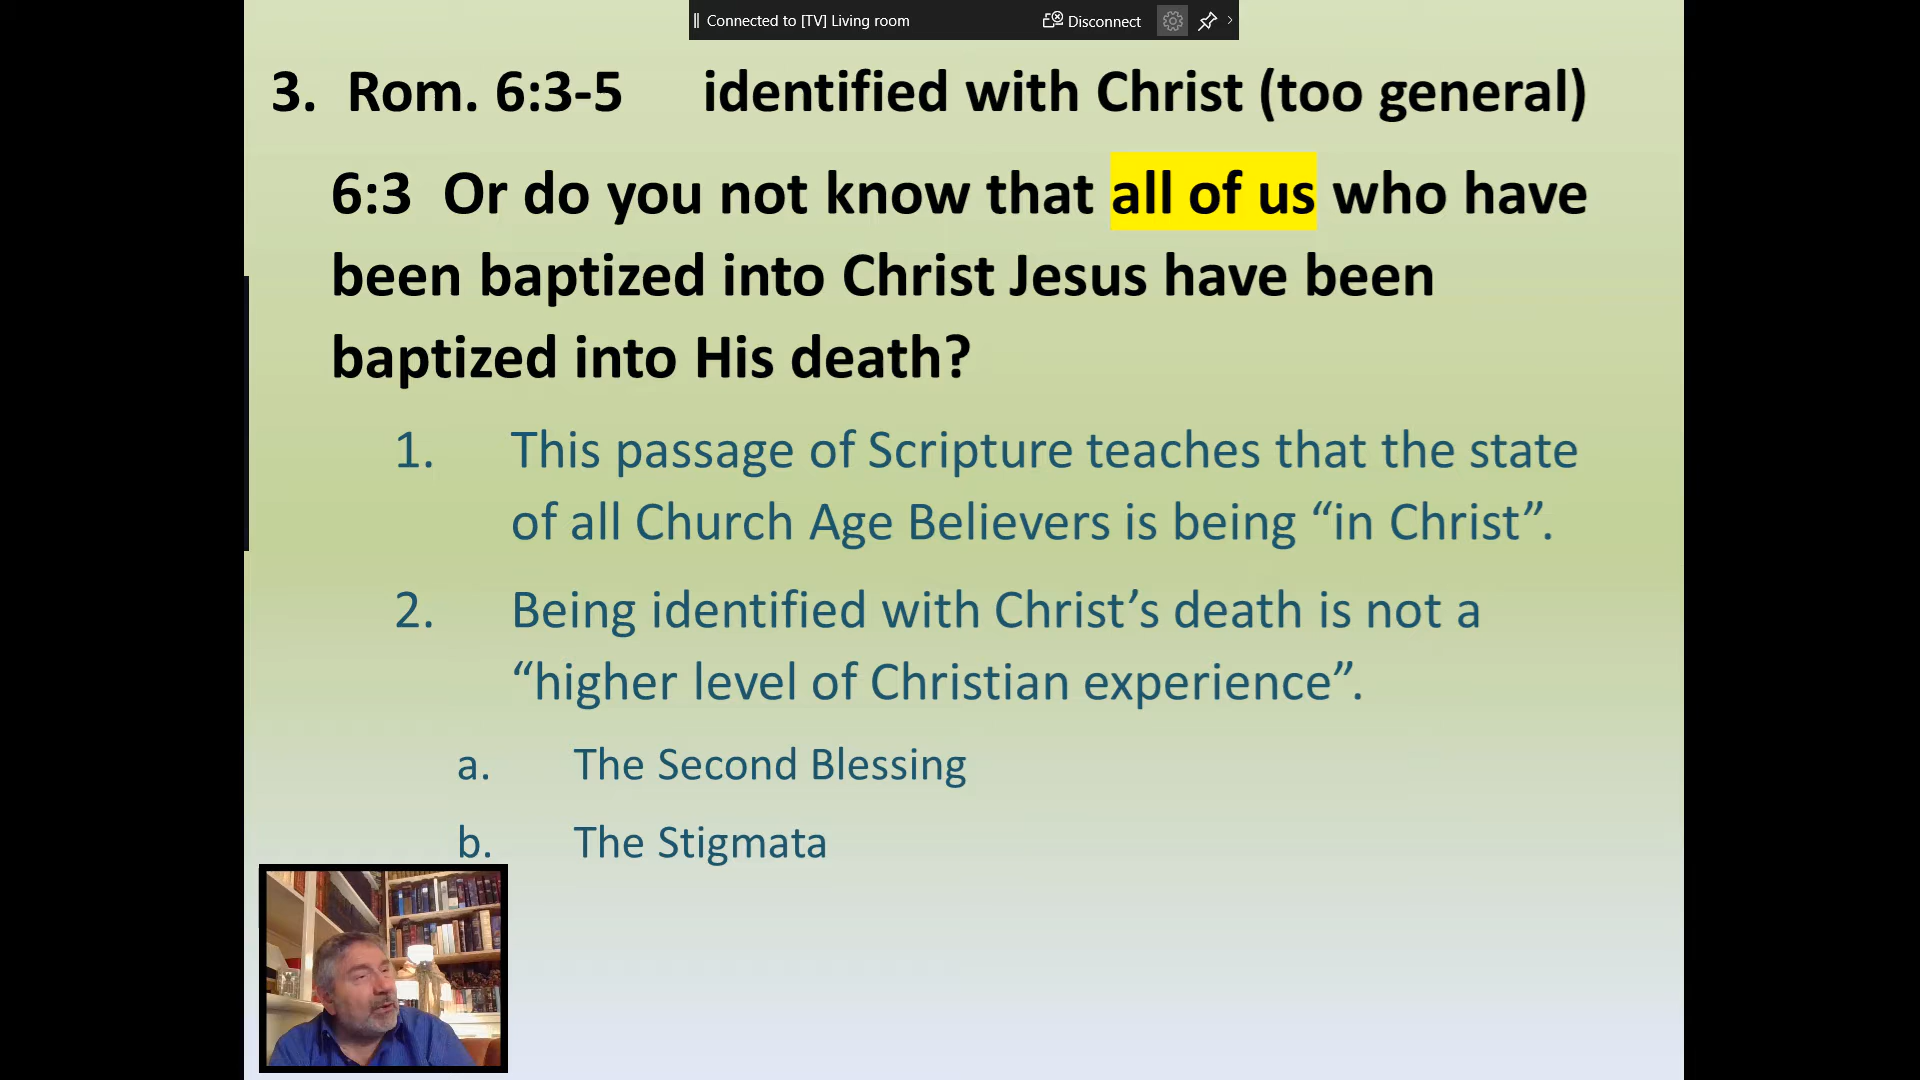 Connected to [TV] Living room Disconnect
3. Rom. 6:3-5 identified with Christ (too general)
6:3 Or do you not know that all of us who have
been baptized into Christ Jesus have been
baptized into His death?
1. This passage of Scripture teaches that the state
of all Church Age Believers is being “in Christ”.
2. Being identified with Christ’s death is not a
“higher level of Christian experience”.
a. The Second Blessing
b. The Stigmata